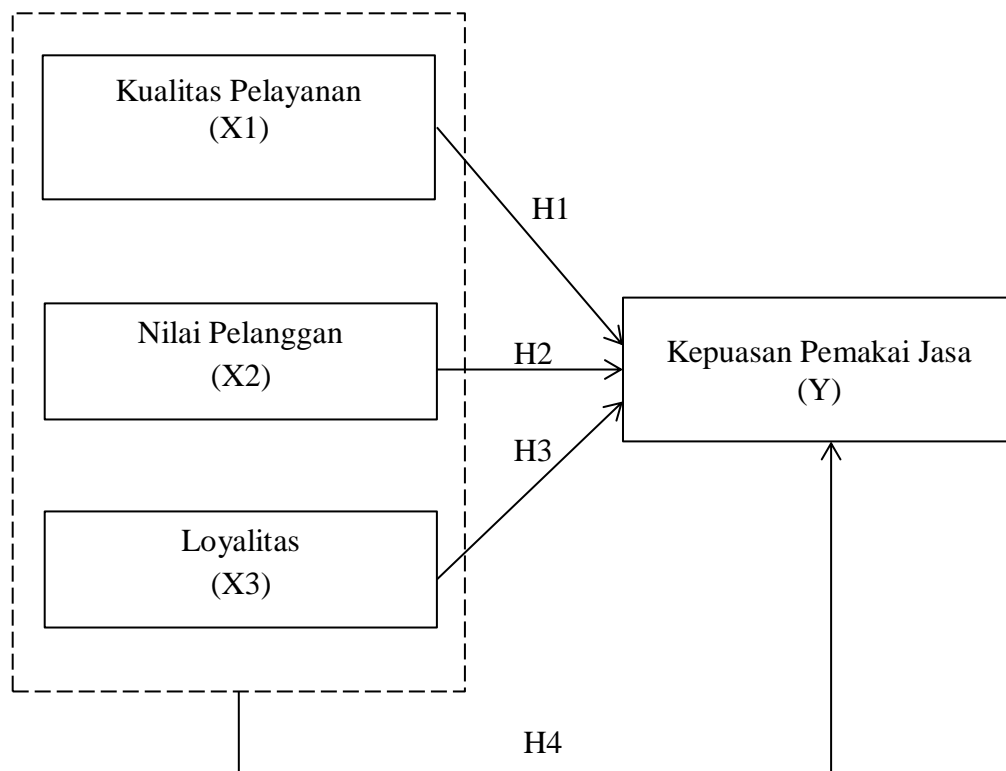 Kualitas Pelayanan
(X1)
H1
Nilai Pelanggan
(X2)
H2
Kepuasan Pemakai Jasa
(Y)
H3
Loyalitas
(X3)
H4